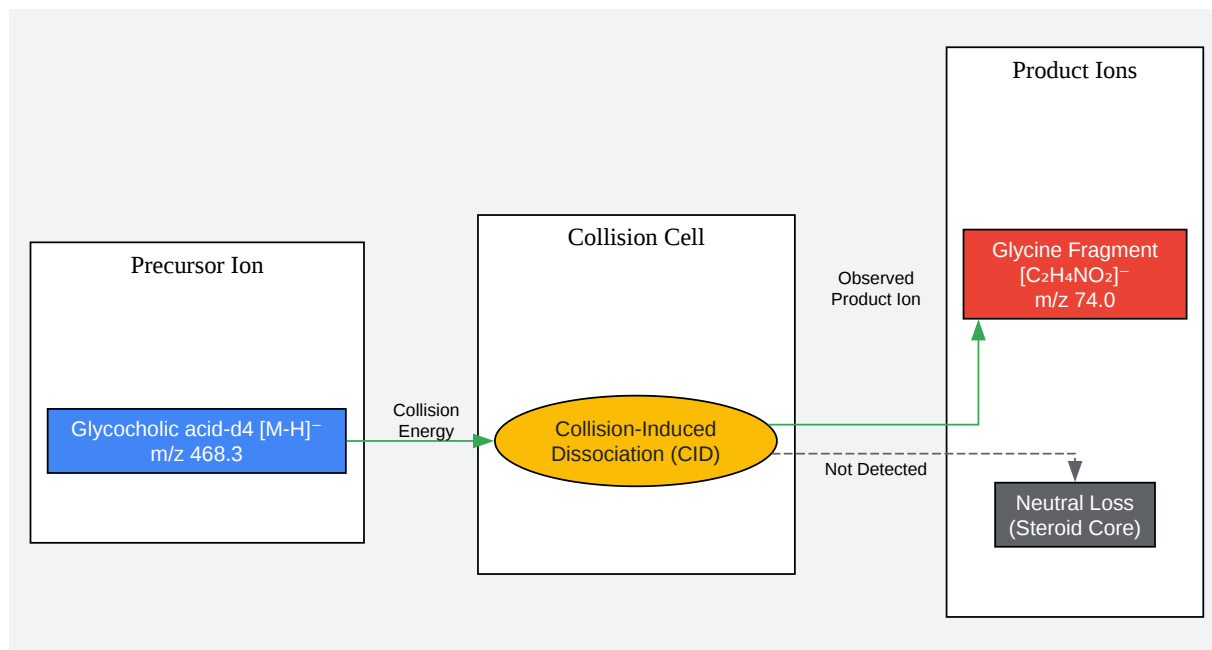 Precursor Ion
Glycocholic acid-d4 [M-H]⁻
m/z 468.3
Collision
Energy
Collision Cell
Collision-Induced
Dissociation (CID)
Observed
Product Ion
Not Detected
Product Ions
Glycine Fragment
[C₂H₄NO₂]⁻
m/z 74.0
Neutral Loss
(Steroid Core)